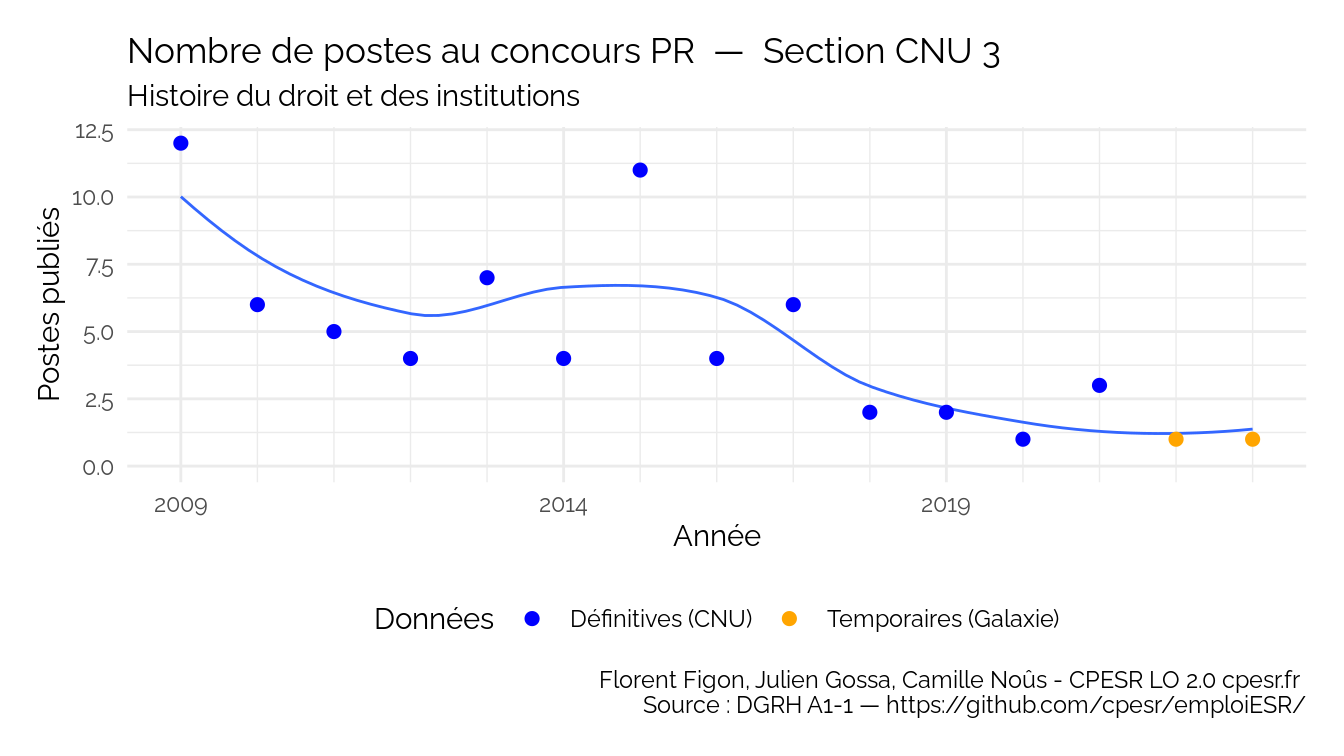 Nombre de postes au concours PR — Section CNU 3
Histoire du droit et des institutions
Postes publiés
12.5
10.0
7.5
5.0
2.5
0.0
2009 2014 2019
Année
Données Définitives (CNU) Temporaires (Galaxie)
Florent Figon, Julien Gossa, Camille Noûs - CPESR LO 2.0 cpesr.fr
Source : DGRH A1-1 — https://github.com/cpesr/emploiESR/